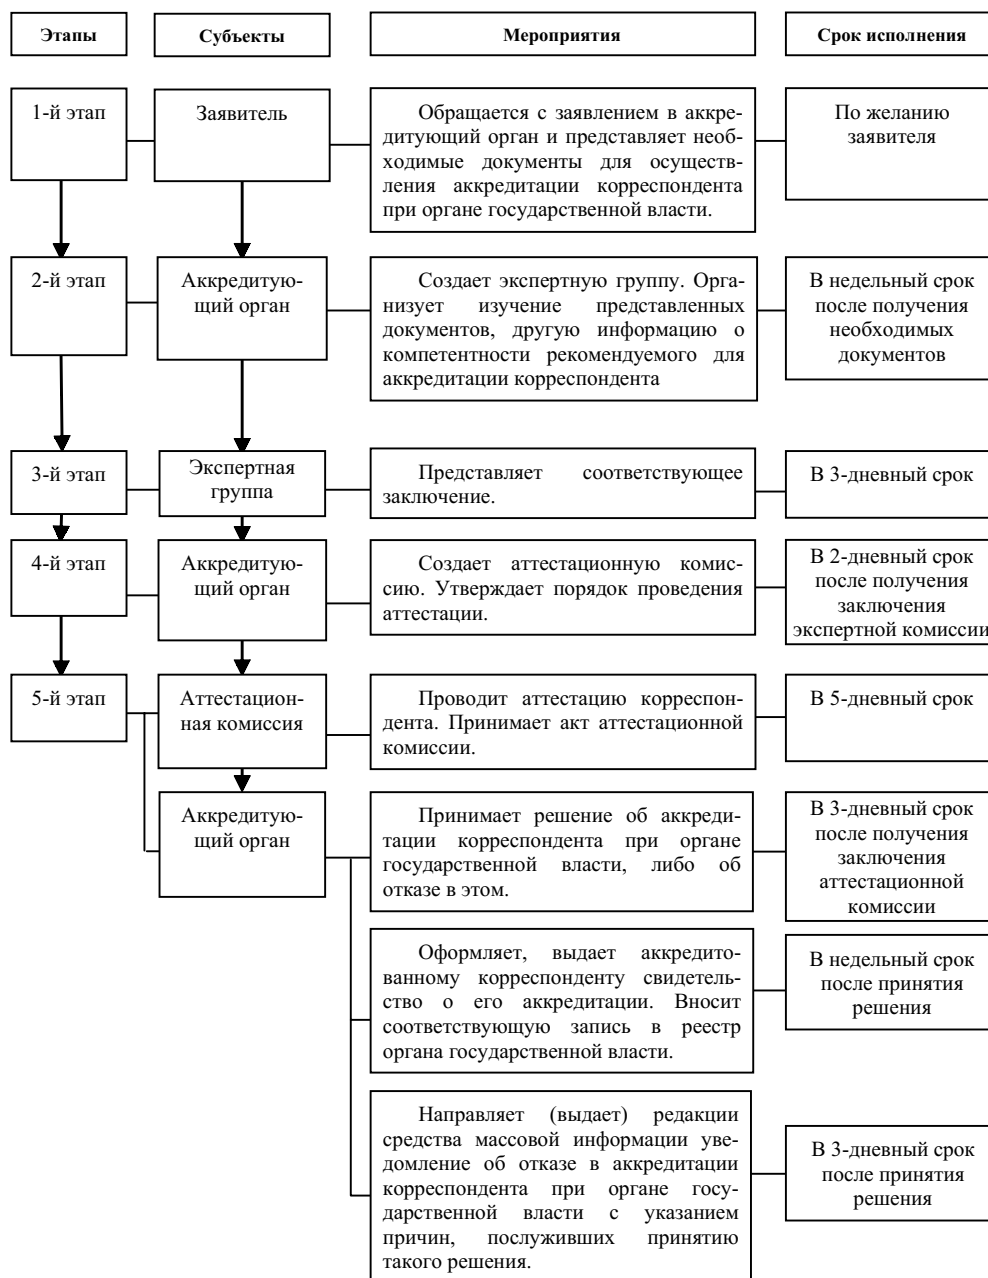 Этапы
Субъекты
Мероприятия
Срок исполнения
1-й этап
Заявитель
Обращается с заявлением в аккре-
дитующий орган и представляет необ-
ходимые документы для осуществ-
ления аккредитации корреспондента
при органе государственной власти.
По желанию
заявителя
2-й этап
Аккредитую-
щий орган
Создает экспертную группу. Орга-
низует изучение представленных
документов, другую информацию о
компетентности рекомендуемого для
аккредитации корреспондента
В недельный срок
после получения
необходимых
документов
3-й этап
Экспертная
группа
Представляет соответствующее
заключение.
В 3-дневный срок
4-й этап
Аккредитую-
щий орган
Создает аттестационную комис-
сию. Утверждает порядок проведения
аттестации.
В 2-дневный срок
после получения
заключения
экспертной комиссии
5-й этап
Аттестацион-
ная комиссия
Проводит аттестацию корреспон-
дента. Принимает акт аттестационной
комиссии.
В 5-дневный срок
Аккредитую-
щий орган
Принимает решение об аккреди-
тации корреспондента при органе
государственной власти, либо об
отказе в этом.
В 3-дневный срок
после получения
заключения
аттестационной
комиссии
Оформляет, выдает аккредито-
ванному корреспонденту свидетель-
ство о его аккредитации. Вносит
соответствующую запись в реестр
органа государственной власти.
В недельный срок
после принятия
решения
Направляет (выдает) редакции
средства массовой информации уве-
домление об отказе в аккредитации
корреспондента при органе госу-
дарственной власти с указанием
причин, послуживших принятию
такого решения.
В 3-дневный срок
после принятия
решения